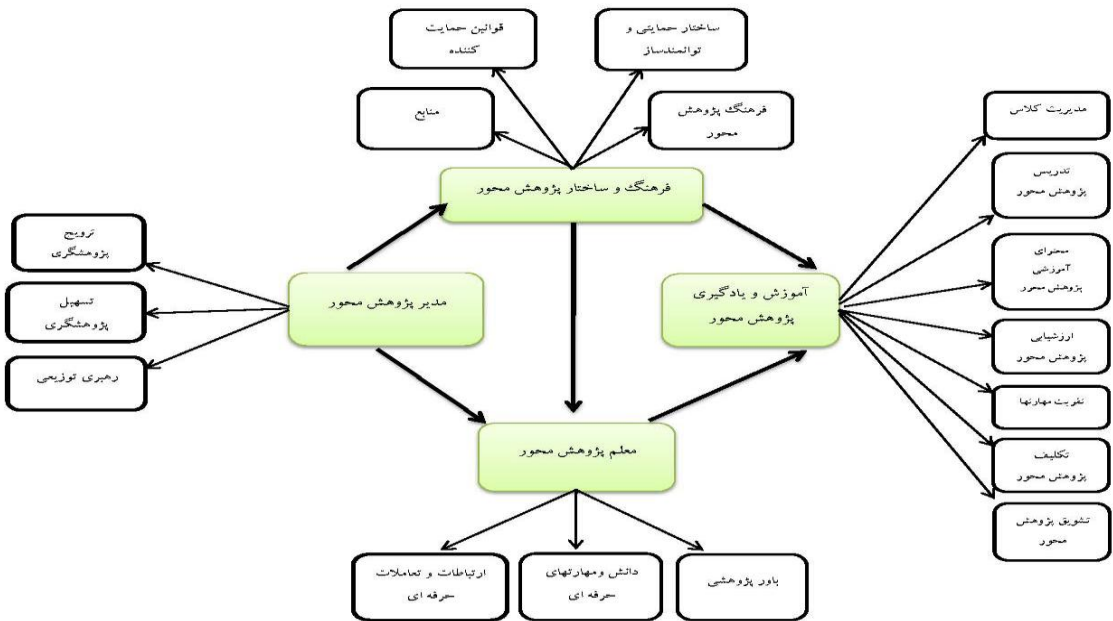 ساختار حمایتی و
توانمندساز
قوانین حمایت
کننده
فرهنگ پژوهش
محور
منابع
فرهنگ و ساختار پژوهش محور
مدیریت کلاس
تدریس
پژوهش محور
محتوای
آموزشی
پژوهش محور
ارزشیابی
پژوهش محور
تقویت مهارتها
تکلیف
پژوهش محور
تشویق پژوهش
محور
آموزش و یادگیری
پژوهش محور
مدیر پژوهش محور
ترویج
پژوهشگری
تسهیل
پژوهشگری
رهبری توزیعی
معلم پژوهش محور
باور پژوهشی
دانش ومهارتهای
حرفه ای
ارتباطات و تعاملات
حرفه ای